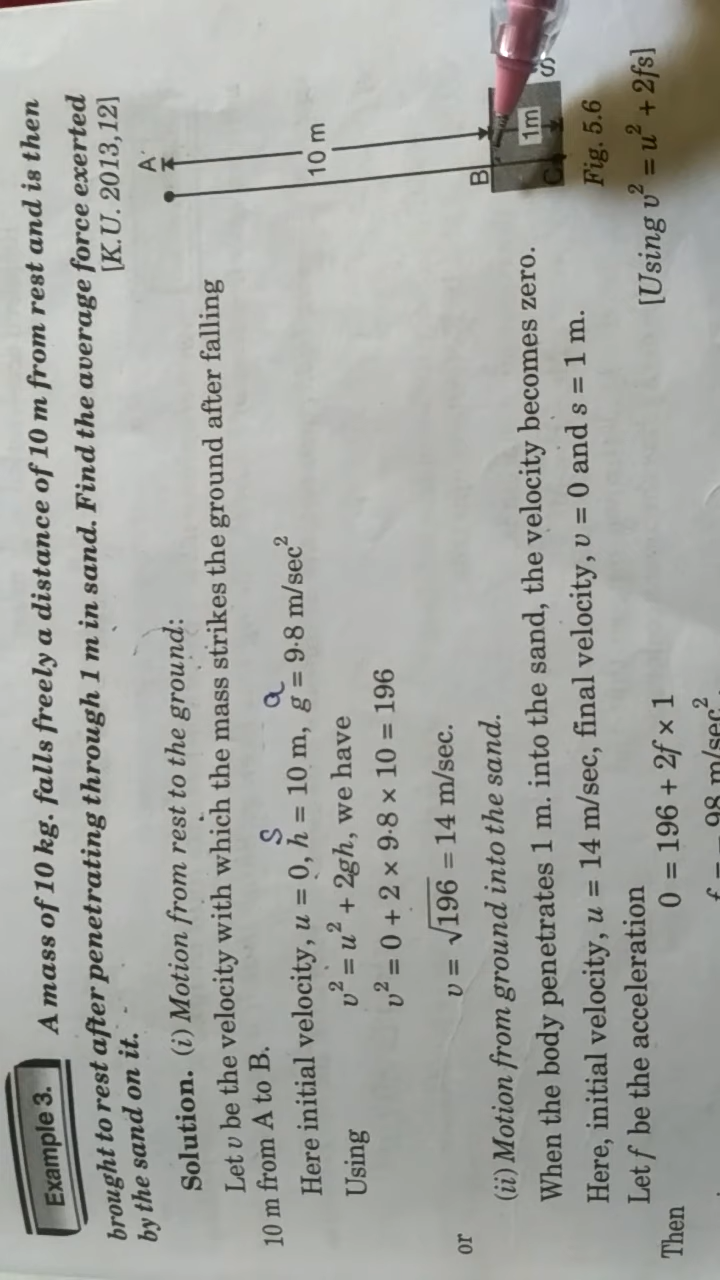 Example 3. A mass of 10 kg. falls freely a distance of 10 m from rest and is then
brought to rest after penetrating through 1 m in sand. Find the average force exerted
by the sand on it. [K.U. 2013,12]
Solution. (i) Motion from rest to the ground:
Let v be the velocity with which the mass strikes the ground after falling
10 m from A to B.
s a
Here initial velocity, u = 0, h = 10 m, g = 9·8 m/sec²
Using v² = u² + 2gh, we have
v² = 0 + 2 × 9·8 × 10 = 196
or v = √196 = 14 m/sec.
(ii) Motion from ground into the sand.
When the body penetrates 1 m. into the sand, the velocity becomes zero.
Here, initial velocity, u = 14 m/sec, final velocity, v = 0 and s = 1 m.
Let f be the acceleration [Using v² = u² + 2fs]
Then 0 = 196 + 2f × 1
98 m/sec²
A
10 m
B
1m
C
S
Fig. 5.6